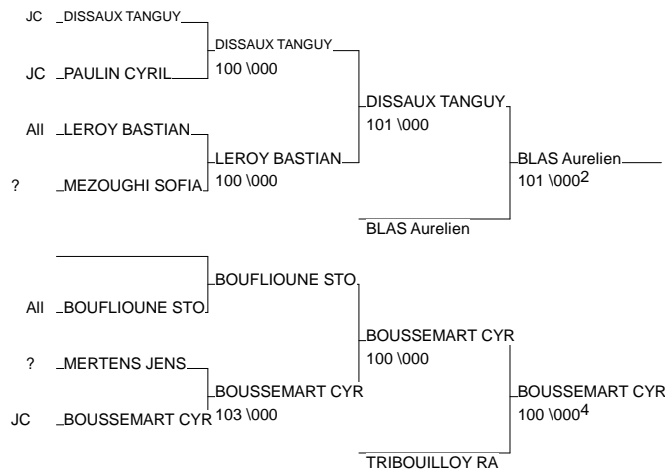 JC DISSAUX TANGUY
DISSAUX TANGUY
100 \000
JC PAULIN CYRIL
DISSAUX TANGUY
101 \000
All LEROY BASTIAN
LEROY BASTIAN
100 \000
? MEZOUGHI SOFIA
BLAS Aurelien
101 \0002
BLAS Aurelien
BOUFLIOUNE STO
All BOUFLIOUNE STO
BOUSSEMART CYR
100 \000
? MERTENS JENS
BOUSSEMART CYR
103 \000
JC BOUSSEMART CYR
BOUSSEMART CYR
100 \0004
TRIBOUILLOY RA